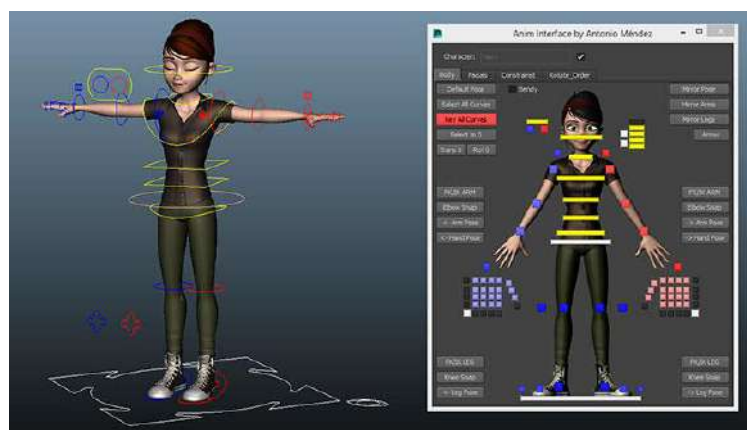 Anim Interface by Antonio Méndez
Character:
Body Faces Constraint Rotate_Order
Default Pose Bendy Mirror Pose
Select All Curves Mirror Arms
Key All Curves Mirror Legs
Select In 0
Trans 0 Rot 0
FK/IK ARM FK/IK ARM
Elbow Snap Elbow Snap
<- Arm Pose -> Arm Pose
<- Hand Pose -> Hand Pose
FK/IK LEG FK/IK LEG
Knee Snap Knee Snap
<- Leg Pose -> Leg Pose